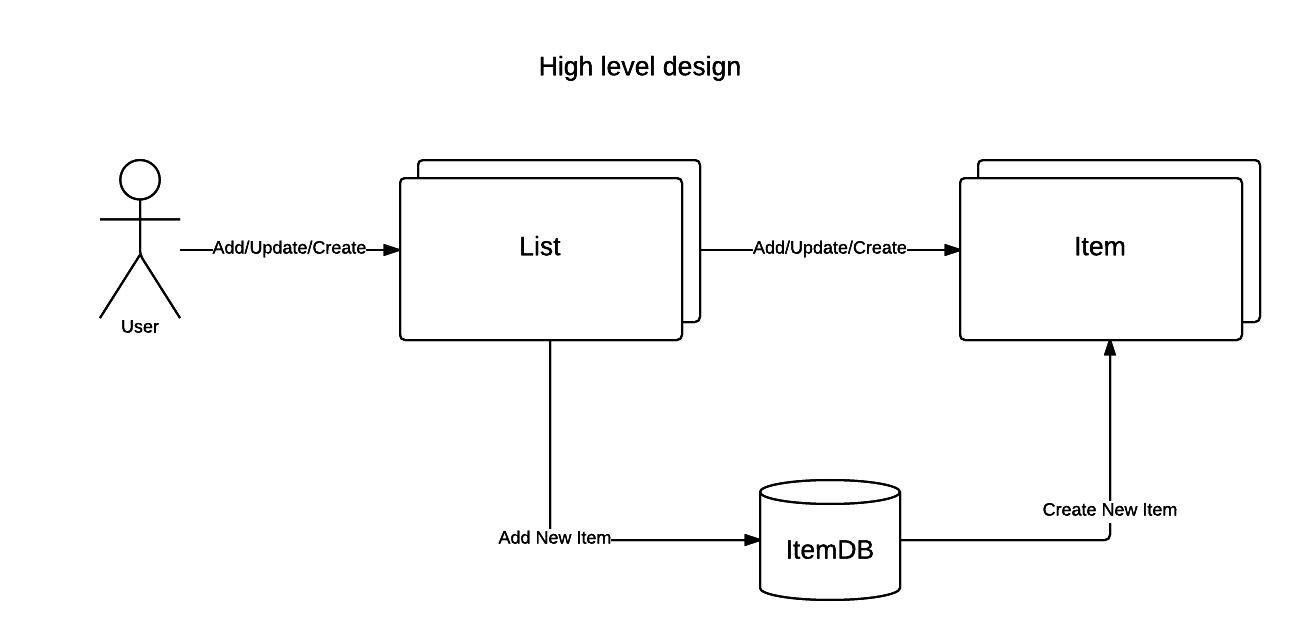 High level design
Add/Update/Create
List
Add/Update/Create
Item
User
Create New Item
Add New Item
ItemDB